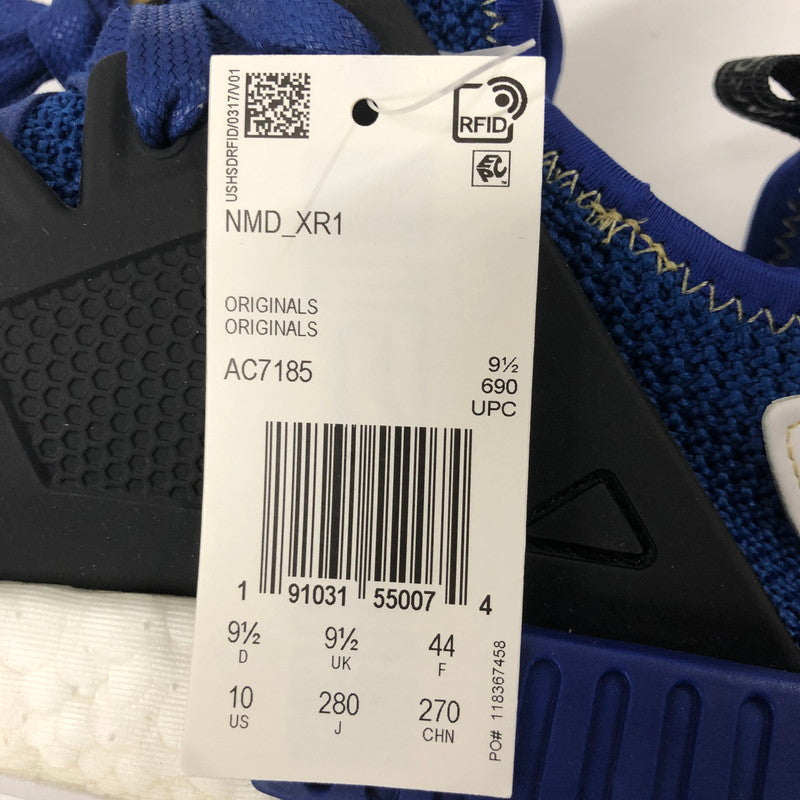 USHSDRFID/0317/V01
RFID
EPC™
NMD_XR1
ORIGINALS
ORIGINALS
AC7185
9½
690
UPC
1 91031 55007 4
9½ 9½ 44
D UK F
10 280 270
US J CHN
PO# 118367458